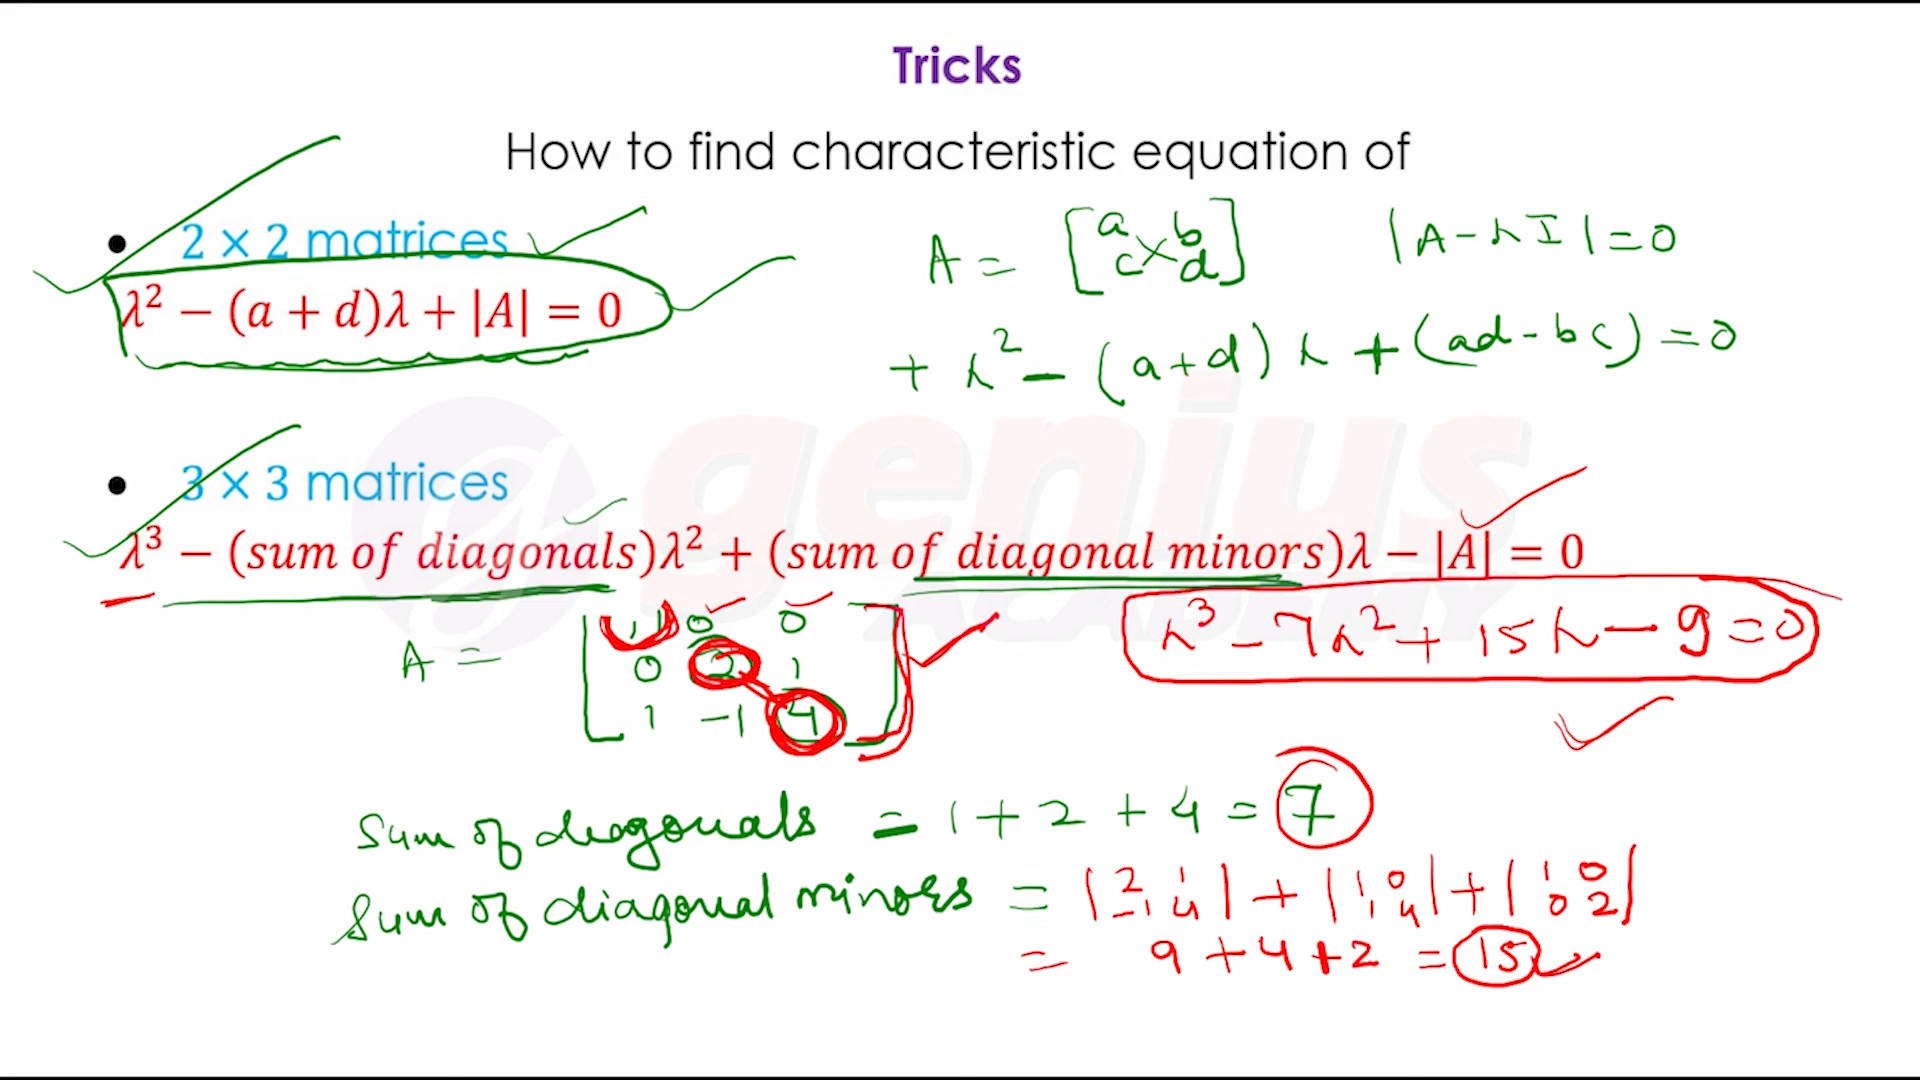 Tricks
How to find characteristic equation of
• 2 × 2 matrices
λ² − (a + d)λ + |A| = 0
A = [a b
c d]
|A − λI| = 0
+ λ² − (a+d) λ + (ad − bc) = 0
genius
ACADEMY
• 3 × 3 matrices
λ³ − (sum of diagonals)λ² + (sum of diagonal minors)λ − |A| = 0
A = [1 0 0
0 2 1
1 −1 4]
λ³ − 7λ² + 15λ − 9 = 0
Sum of diagonals = 1 + 2 + 4 = 7
Sum of diagonal minors = |2 1
−1 4| + |1 0
1 4| + |1 0
0 2|
= 9 + 4 + 2 = 15